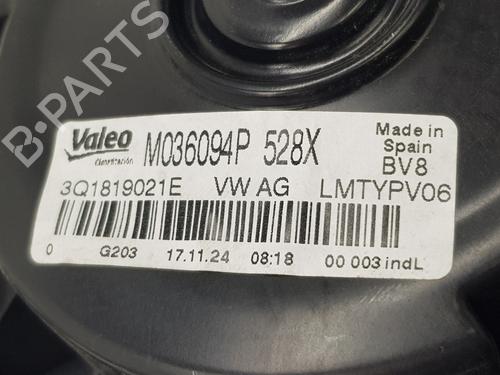 Valeo
Climatización
M036094P 528X
Made in
Spain
BV8
3Q1819021E VW AG LMTYPV06
0 G203 17.11.24 08:18 00 003 indL
B-PARTS